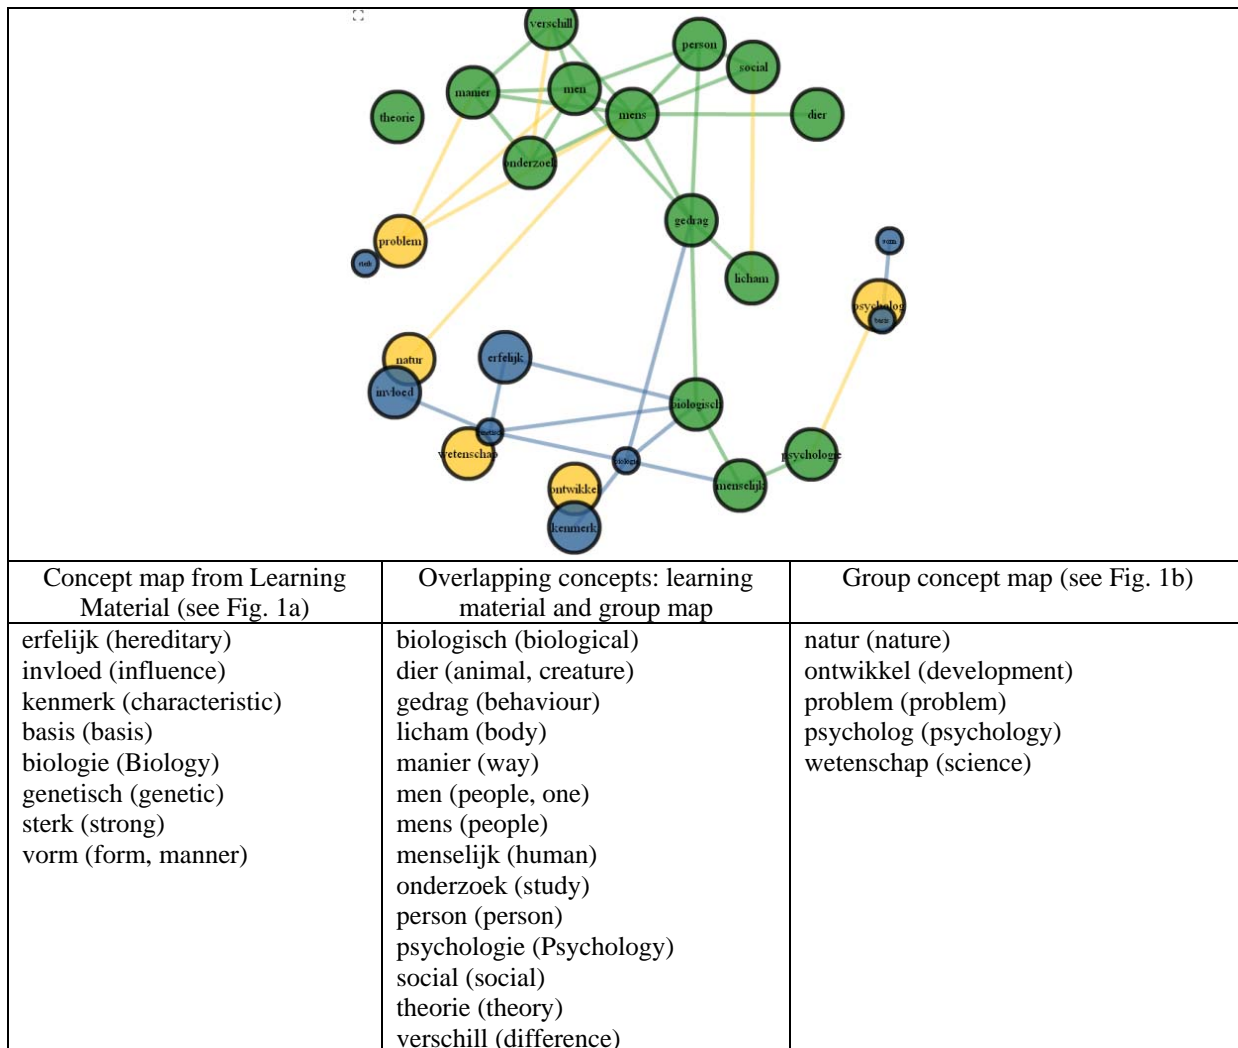 verschill
person
social
manier
men
mens
theorie
dier
onderzoek
gedrag
problem
vorm
sterk
licham
psycholog
basis
natur
erfelijk
invloed
biologisch
genetisch
wetenschap
biologie
psychologie
ontwikkel
menselijk
kenmerk
Concept map from Learning
Material (see Fig. 1a)
Overlapping concepts: learning
material and group map
Group concept map (see Fig. 1b)
erfelijk (hereditary)
invloed (influence)
kenmerk (characteristic)
basis (basis)
biologie (Biology)
genetisch (genetic)
sterk (strong)
vorm (form, manner)
biologisch (biological)
dier (animal, creature)
gedrag (behaviour)
licham (body)
manier (way)
men (people, one)
mens (people)
menselijk (human)
onderzoek (study)
person (person)
psychologie (Psychology)
social (social)
theorie (theory)
verschill (difference)
natur (nature)
ontwikkel (development)
problem (problem)
psycholog (psychology)
wetenschap (science)